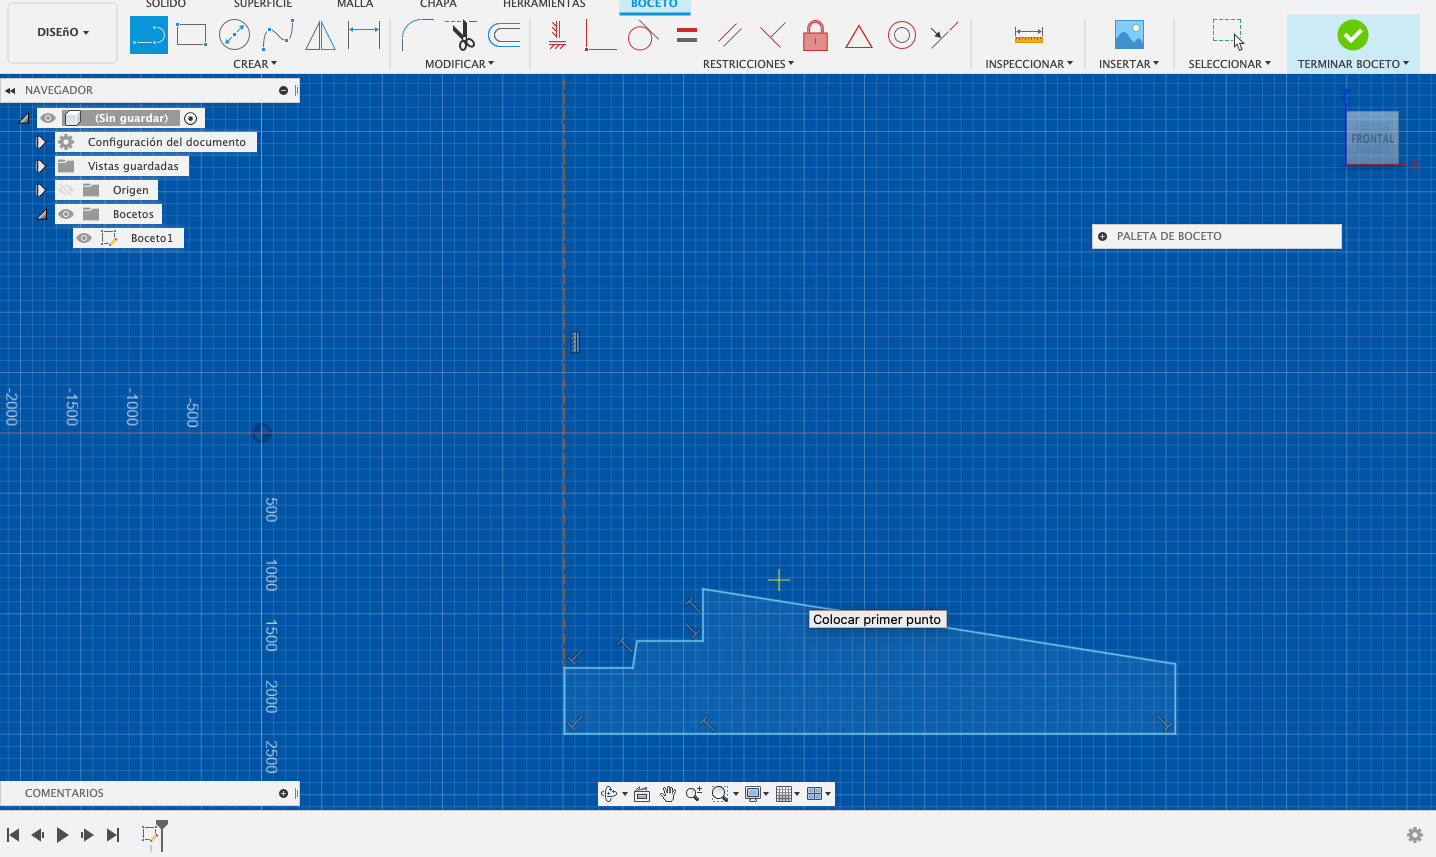 SÓLIDO SUPERFICIE MALLA CHAPA HERRAMIENTAS BOCETO
DISEñO
CREAR MODIFICAR RESTRICCIONES INSPECCIONAR INSERTAR SELECCIONAR TERMINAR BOCETO
NAVEGADOR
(Sin guardar)
Configuración del documento
Vistas guardadas
Origen
Bocetos
Boceto1
Z
FRONTAL
X
PALETA DE BOCETO
-2000
-1500
-1000
-500
500
1000
1500
2000
2500
Colocar primer punto
COMENTARIOS